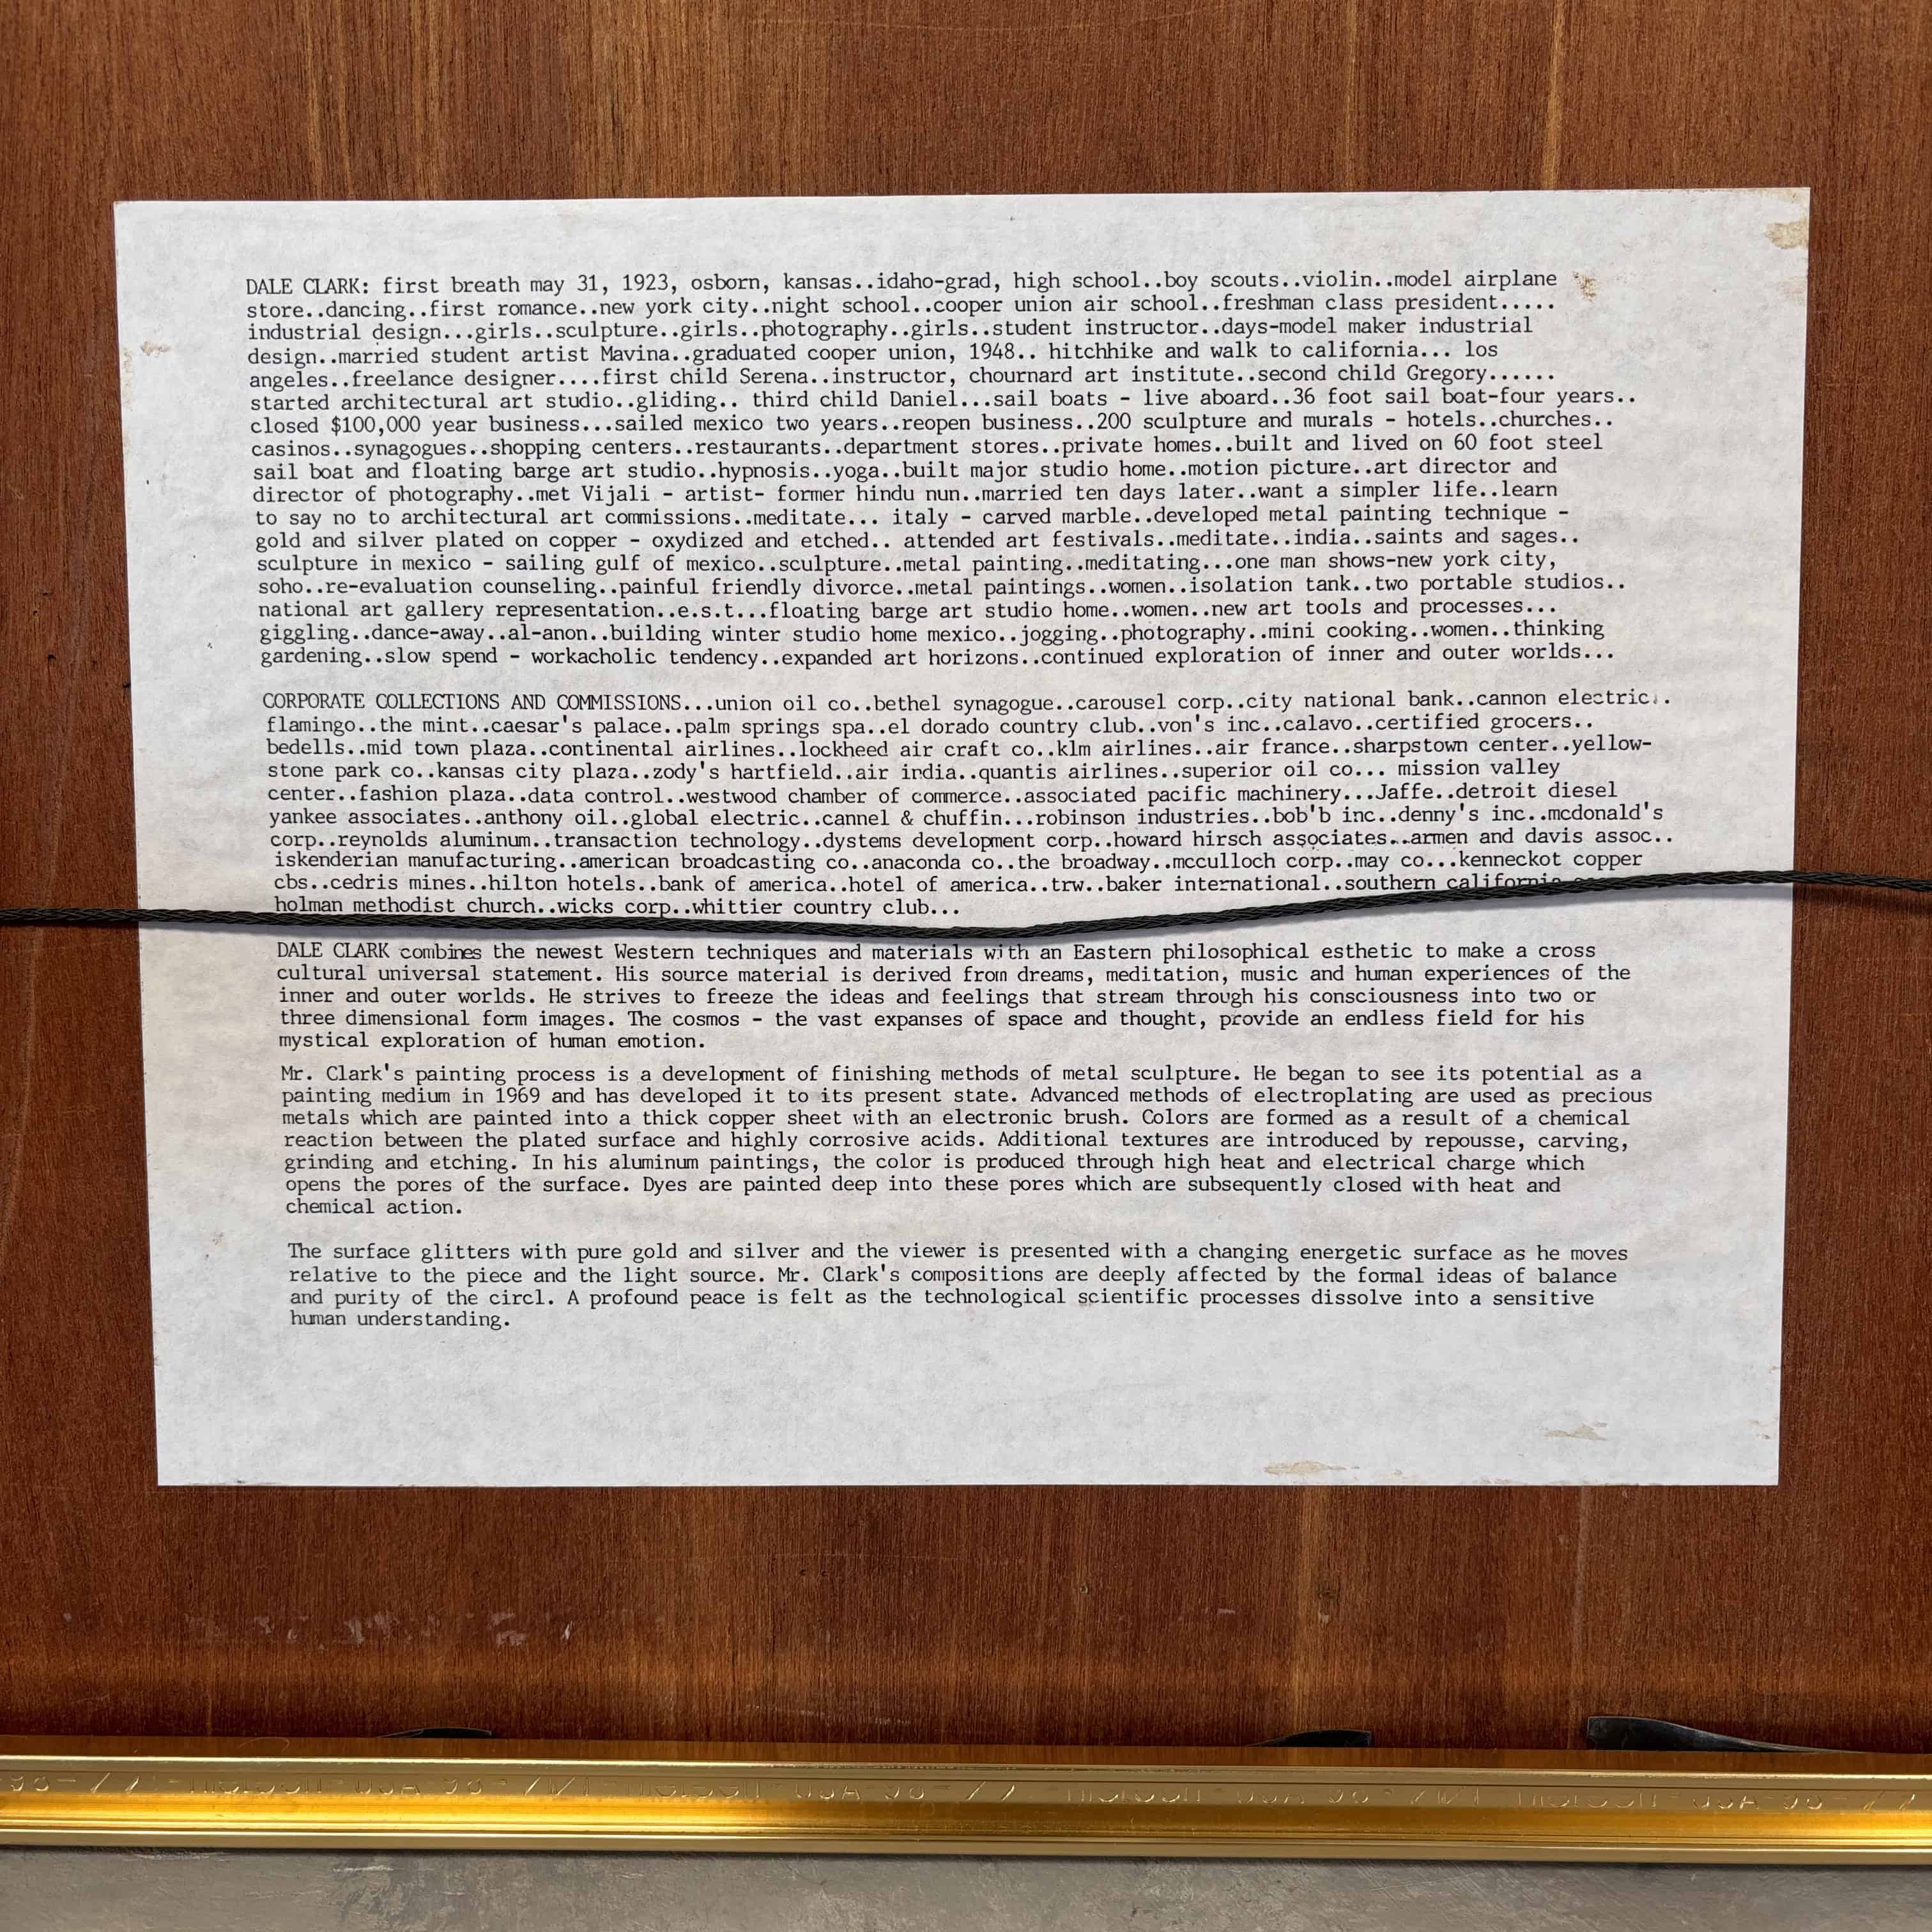 DALE CLARK: first breath may 31, 1923, osborn, kansas..idaho-grad, high school..boy scouts..violin..model airplane
store..dancing..first romance..new york city..night school..cooper union air school..freshman class president.....
industrial design...girls..sculpture..girls..photography..girls..student instructor..days-model maker industrial
design..married student artist Mavina..graduated cooper union, 1948.. hitchhike and walk to california... los
angeles..freelance designer....first child Serena..instructor, chournard art institute..second child Gregory......
started architectural art studio..gliding.. third child Daniel...sail boats - live aboard..36 foot sail boat-four years..
closed $100,000 year business...sailed mexico two years..reopen business..200 sculpture and murals - hotels..churches..
casinos..synagogues..shopping centers..restaurants..department stores..private homes..built and lived on 60 foot steel
sail boat and floating barge art studio..hypnosis..yoga..built major studio home..motion picture..art director and
director of photography..met Vijali - artist- former hindu nun..married ten days later..want a simpler life..learn
to say no to architectural art commissions..meditate... italy - carved marble..developed metal painting technique -
gold and silver plated on copper - oxydized and etched.. attended art festivals..meditate..india..saints and sages..
sculpture in mexico - sailing gulf of mexico..sculpture..metal painting..meditating...one man shows-new york city,
soho..re-evaluation counseling..painful friendly divorce..metal paintings..women..isolation tank..two portable studios..
national art gallery representation..e.s.t...floating barge art studio home..women..new art tools and processes...
giggling..dance-away..al-anon..building winter studio home mexico..jogging..photography..mini cooking..women..thinking
gardening..slow spend - workacholic tendency..expanded art horizons..continued exploration of inner and outer worlds...
CORPORATE COLLECTIONS AND COMMISSIONS...union oil co..bethel synagogue..carousel corp..city national bank..cannon electric..
flamingo..the mint..caesar's palace..palm springs spa..el dorado country club..von's inc..calavo..certified grocers..
bedells..mid town plaza..continental airlines..lockheed air craft co..klm airlines..air france..sharpstown center..yellow-
stone park co..kansas city plaza..zody's hartfield..air india..quantis airlines..superior oil co... mission valley
center..fashion plaza..data control..westwood chamber of commerce..associated pacific machinery...Jaffe..detroit diesel
yankee associates..anthony oil..global electric..cannel & chuffin...robinson industries..bob'b inc..denny's inc..mcdonald's
corp..reynolds aluminum..transaction technology..dystems development corp..howard hirsch associates...armen and davis assoc..
iskenderian manufacturing..american broadcasting co..anaconda co..the broadway..mcculloch corp..may co...kenneckot copper
cbs..cedris mines..hilton hotels..bank of america..hotel of america..trw..baker international..southern california
holman methodist church..wicks corp..whittier country club...
DALE CLARK combines the newest Western techniques and materials with an Eastern philosophical esthetic to make a cross
cultural universal statement. His source material is derived from dreams, meditation, music and human experiences of the
inner and outer worlds. He strives to freeze the ideas and feelings that stream through his consciousness into two or
three dimensional form images. The cosmos - the vast expanses of space and thought, provide an endless field for his
mystical exploration of human emotion.
Mr. Clark's painting process is a development of finishing methods of metal sculpture. He began to see its potential as a
painting medium in 1969 and has developed it to its present state. Advanced methods of electroplating are used as precious
metals which are painted into a thick copper sheet with an electronic brush. Colors are formed as a result of a chemical
reaction between the plated surface and highly corrosive acids. Additional textures are introduced by repousse, carving,
grinding and etching. In his aluminum paintings, the color is produced through high heat and electrical charge which
opens the pores of the surface. Dyes are painted deep into these pores which are subsequently closed with heat and
chemical action.
The surface glitters with pure gold and silver and the viewer is presented with a changing energetic surface as he moves
relative to the piece and the light source. Mr. Clark's compositions are deeply affected by the formal ideas of balance
and purity of the circl. A profound peace is felt as the technological scientific processes dissolve into a sensitive
human understanding.